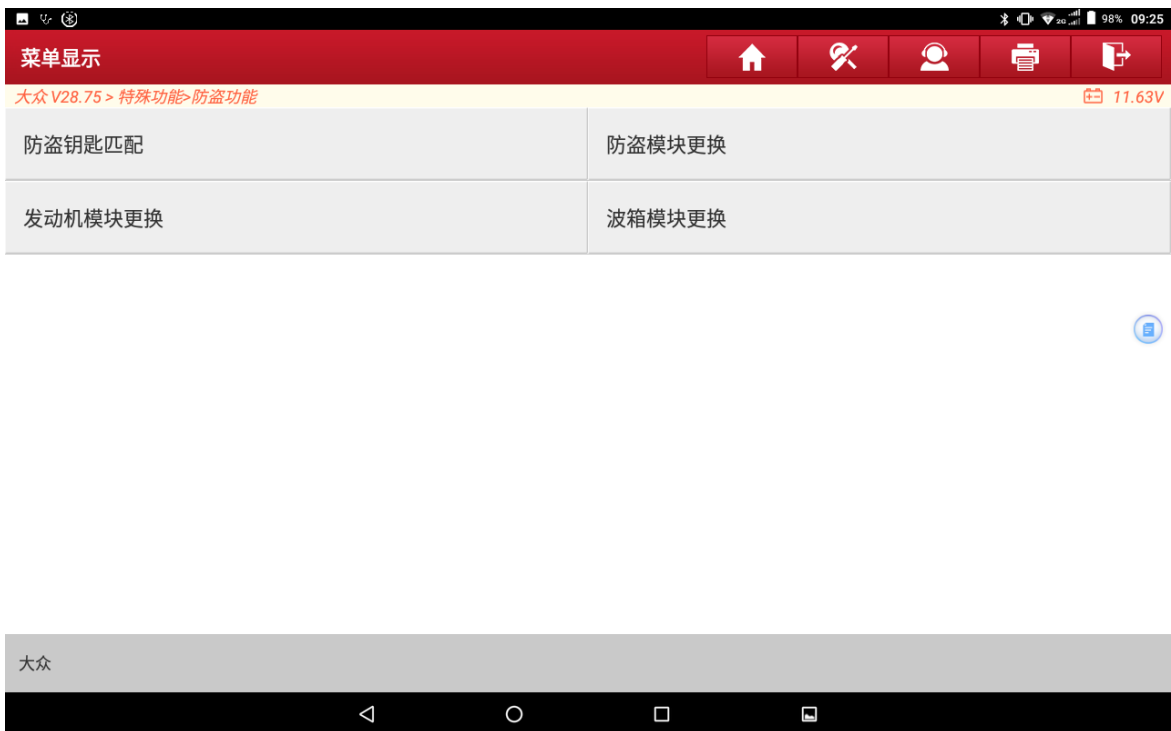 2G 98% 09:25
菜单显示
大众 V28.75 > 特殊功能>防盗功能 11.63V
防盗钥匙匹配 防盗模块更换
发动机模块更换 波箱模块更换
大众